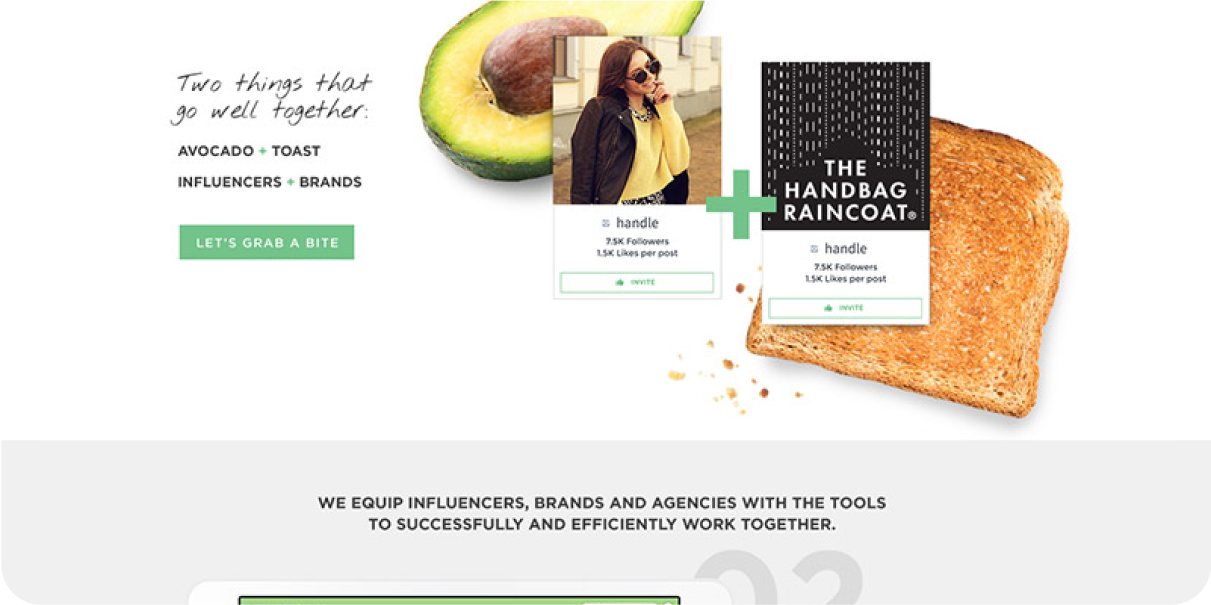 Two things that
go well together:
AVOCADO + TOAST
INFLUENCERS + BRANDS
LET'S GRAB A BITE
handle
7.5K Followers
1.5K Likes per post
INVITE
THE
HANDBAG
RAINCOAT®
handle
7.5K Followers
1.5K Likes per post
INVITE
WE EQUIP INFLUENCERS, BRANDS AND AGENCIES WITH THE TOOLS
TO SUCCESSFULLY AND EFFICIENTLY WORK TOGETHER.
02